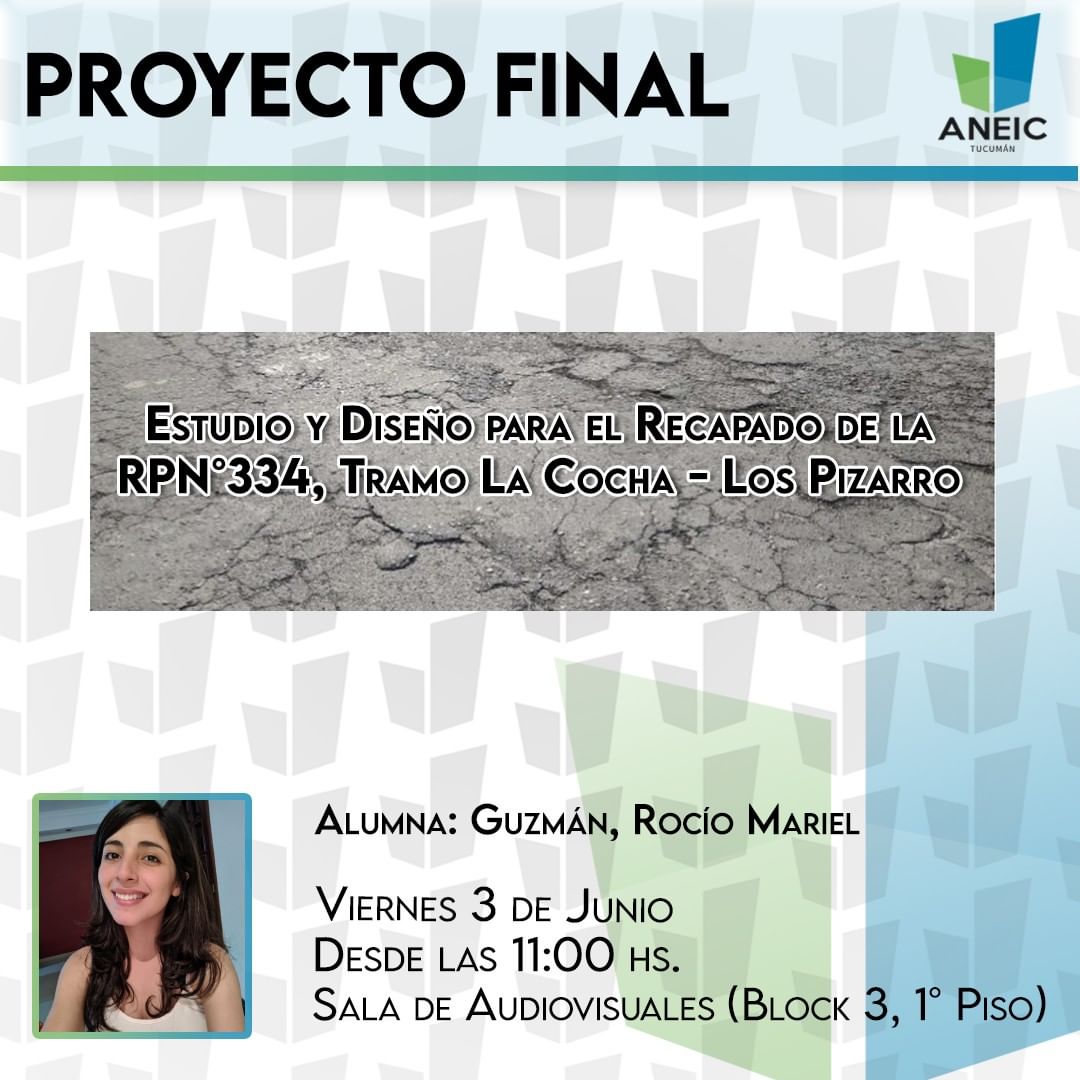 PROYECTO FINAL
ANEIC
TUCUMÁN
Estudio y Diseño para el Recapado de la
RPN°334, Tramo La Cocha - Los Pizarro
Alumna: Guzmán, Rocío Mariel
Viernes 3 de Junio
Desde las 11:00 hs.
Sala de Audiovisuales (Block 3, 1° Piso)